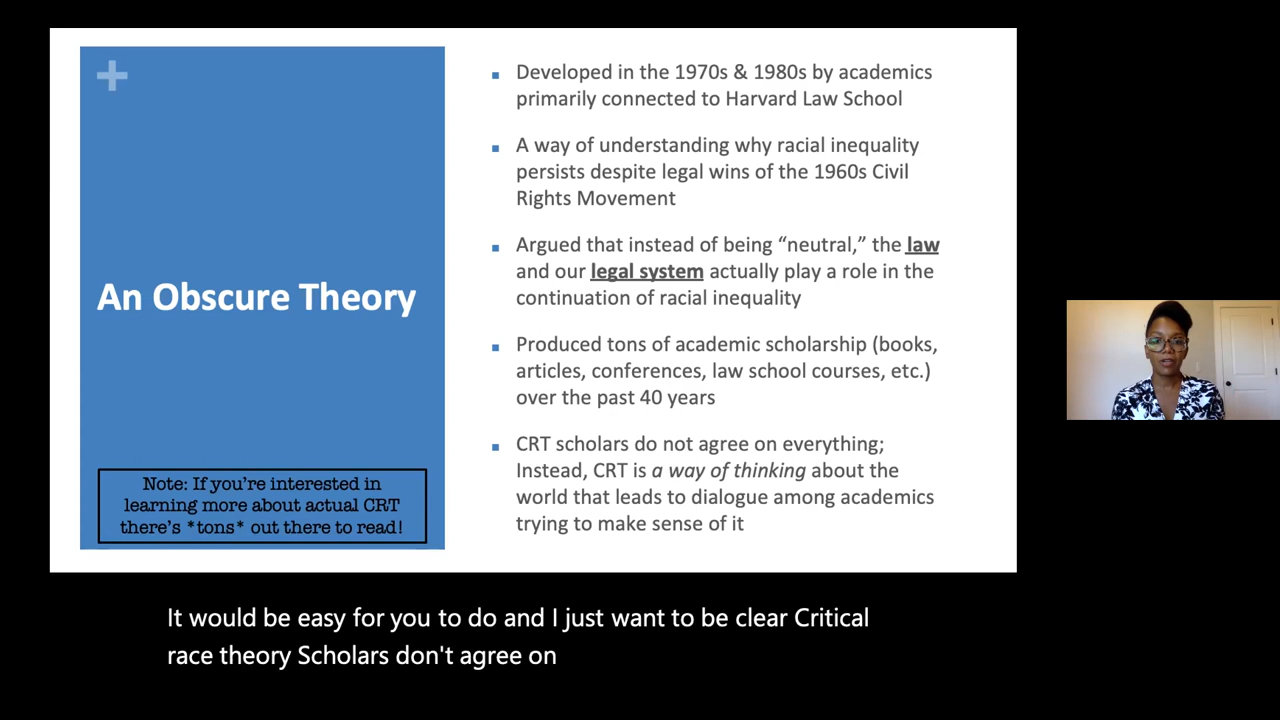 An Obscure Theory
Note: If you're interested in
learning more about actual CRT
there's *tons* out there to read!
Developed in the 1970s & 1980s by academics
primarily connected to Harvard Law School
A way of understanding why racial inequality
persists despite legal wins of the 1960s Civil
Rights Movement
Argued that instead of being “neutral,” the law
and our legal system actually play a role in the
continuation of racial inequality
Produced tons of academic scholarship (books,
articles, conferences, law school courses, etc.)
over the past 40 years
CRT scholars do not agree on everything;
Instead, CRT is a way of thinking about the
world that leads to dialogue among academics
trying to make sense of it
It would be easy for you to do and I just want to be clear Critical
race theory Scholars don't agree on